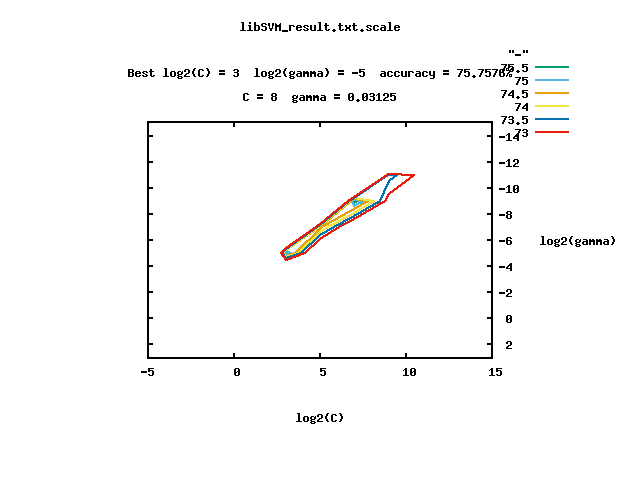 libSVM_result.txt.scale
"-"
Best log2(C) = 3 log2(gamma) = -5 accuracy = 75.7576%
75.5
75
74.5
C = 8 gamma = 0.03125
74
73.5
73
-14
-12
-10
-8
-6
log2(gamma)
-4
-2
0
2
-5 0 5 10 15
log2(C)